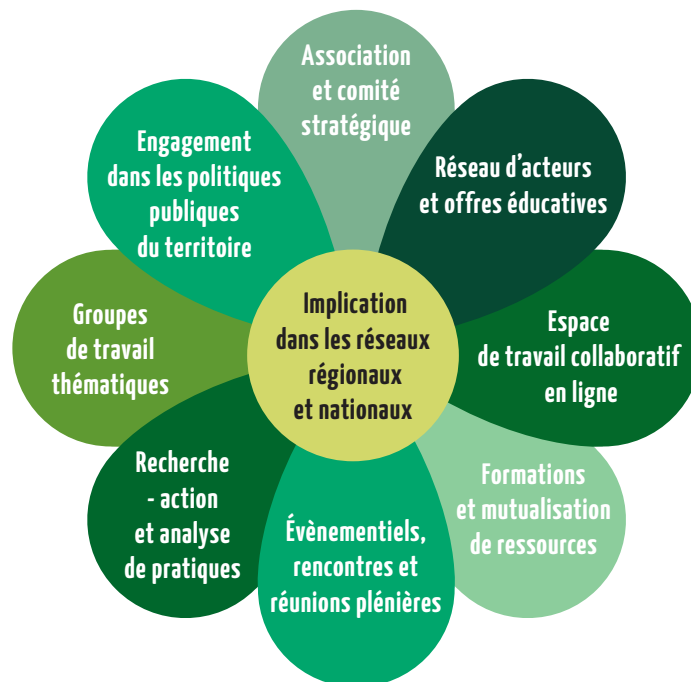 Association
et comité
stratégique
Réseau d'acteurs
et offres éducatives
Espace
de travail collaboratif
en ligne
Formations
et mutualisation
de ressources
Évènementiels,
rencontres et
réunions plénières
Recherche
- action
et analyse
de pratiques
Groupes
de travail
thématiques
Engagement
dans les politiques
publiques
du territoire
Implication
dans les réseaux
régionaux
et nationaux